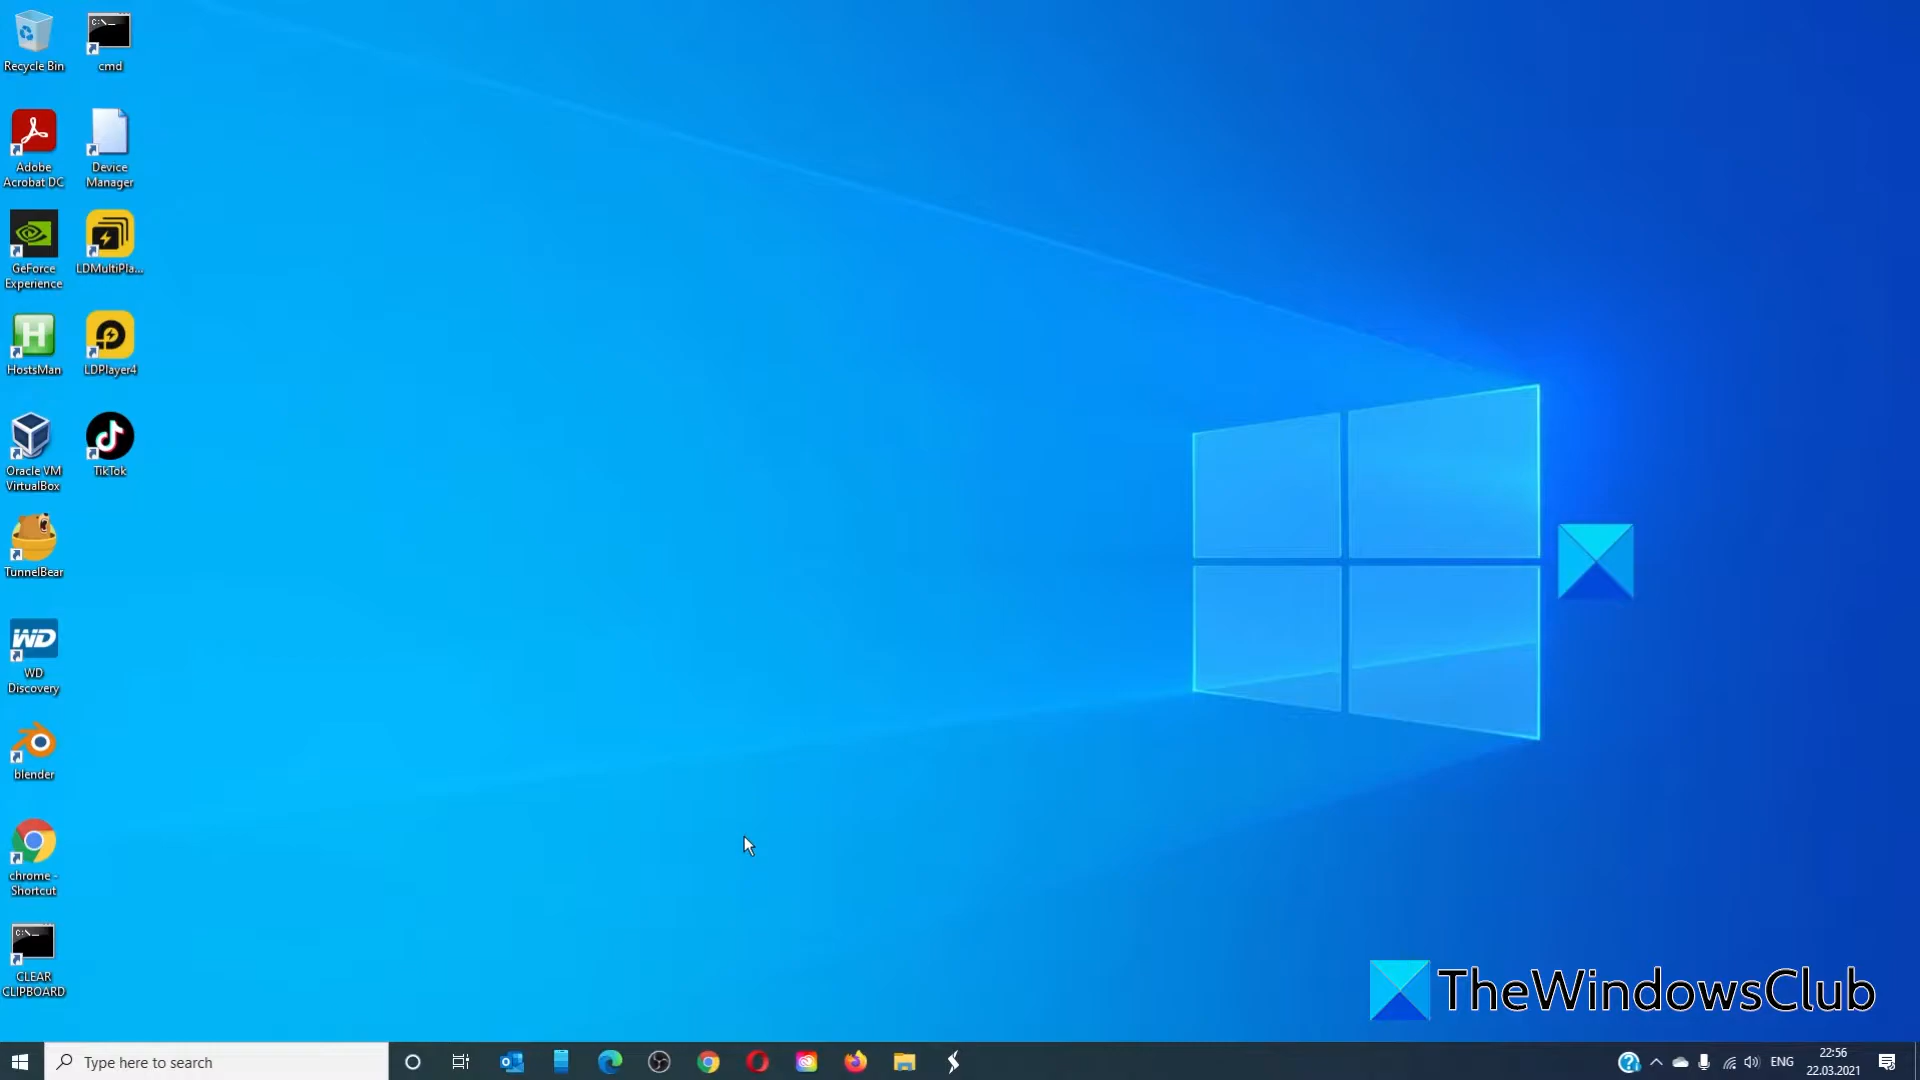 Recycle Bin
cmd
Adobe
Acrobat DC
Device
Manager
GeForce
Experience
LDMultiPla...
HostsMan
LDPlayer4
Oracle VM
VirtualBox
TikTok
TunnelBear
WD
WD
Discovery
blender
chrome -
Shortcut
CLEAR
CLIPBOARD
TheWindowsClub
Type here to search
ENG
22:56
22.03.2021